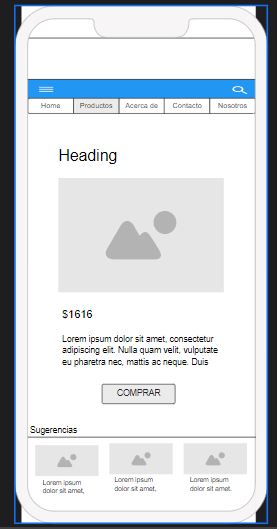 Home Productos Acerca de Contacto Nosotros
Heading
$1616
Lorem ipsum dolor sit amet, consectetur
adipiscing elit. Nulla quam velit, vulputate
eu pharetra nec, mattis ac neque. Duis
COMPRAR
Sugerencias
Lorem ipsum dolor sit amet,
Lorem ipsum dolor sit amet,
Lorem ipsum dolor sit amet.